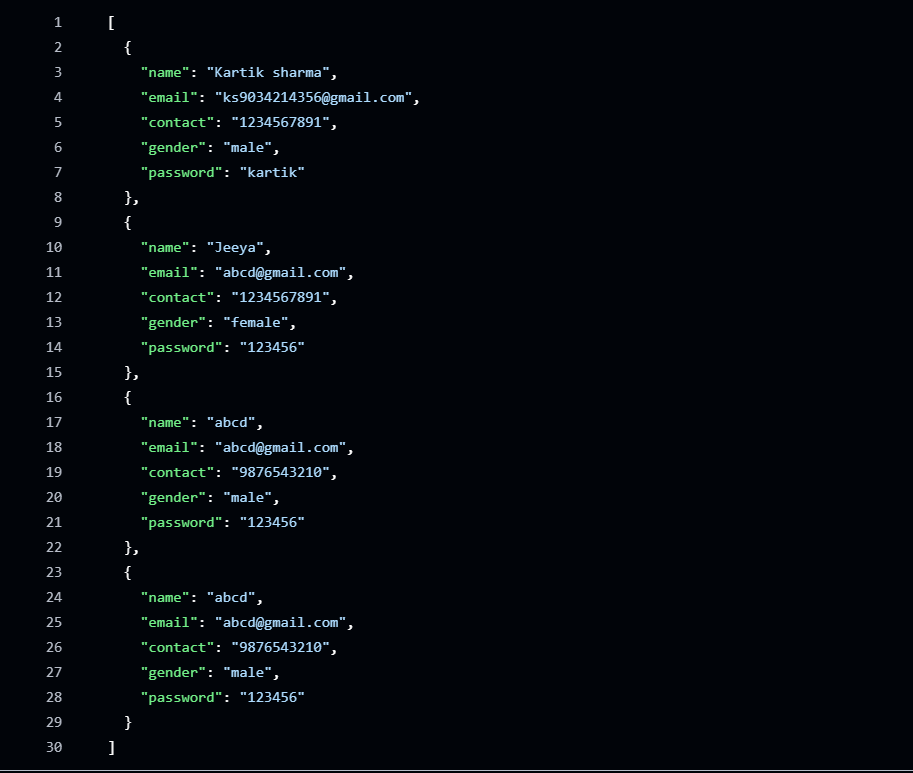 1 [
2 {
3 "name": "Kartik sharma",
4 "email": "ks9034214356@gmail.com",
5 "contact": "1234567891",
6 "gender": "male",
7 "password": "kartik"
8 },
9 {
10 "name": "Jeeya",
11 "email": "abcd@gmail.com",
12 "contact": "1234567891",
13 "gender": "female",
14 "password": "123456"
15 },
16 {
17 "name": "abcd",
18 "email": "abcd@gmail.com",
19 "contact": "9876543210",
20 "gender": "male",
21 "password": "123456"
22 },
23 {
24 "name": "abcd",
25 "email": "abcd@gmail.com",
26 "contact": "9876543210",
27 "gender": "male",
28 "password": "123456"
29 }
30 ]